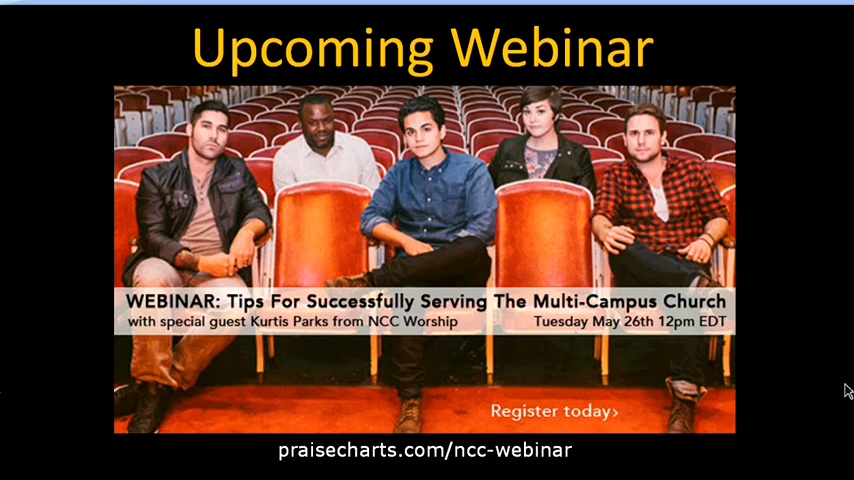 Upcoming Webinar
WEBINAR: Tips For Successfully Serving The Multi-Campus Church
with special guest Kurtis Parks from NCC Worship
Tuesday May 26th 12pm EDT
Register today›
praisecharts.com/ncc-webinar